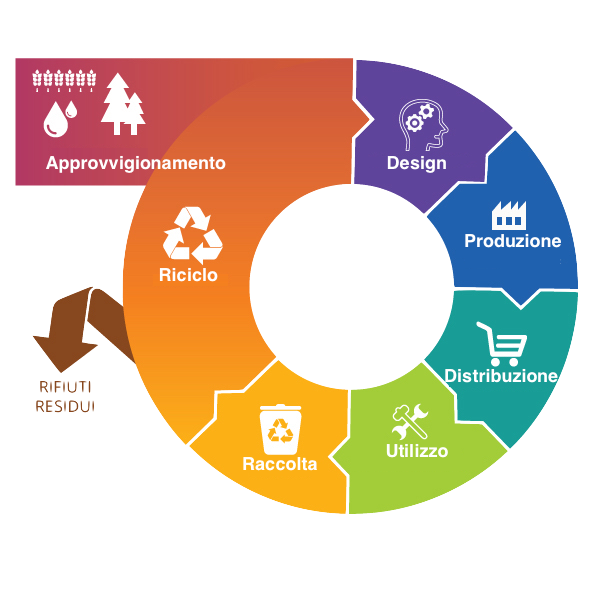 Approvvigionamento
Design
Produzione
Distribuzione
Utilizzo
Raccolta
Riciclo
RIFIUTI
RESIDUI